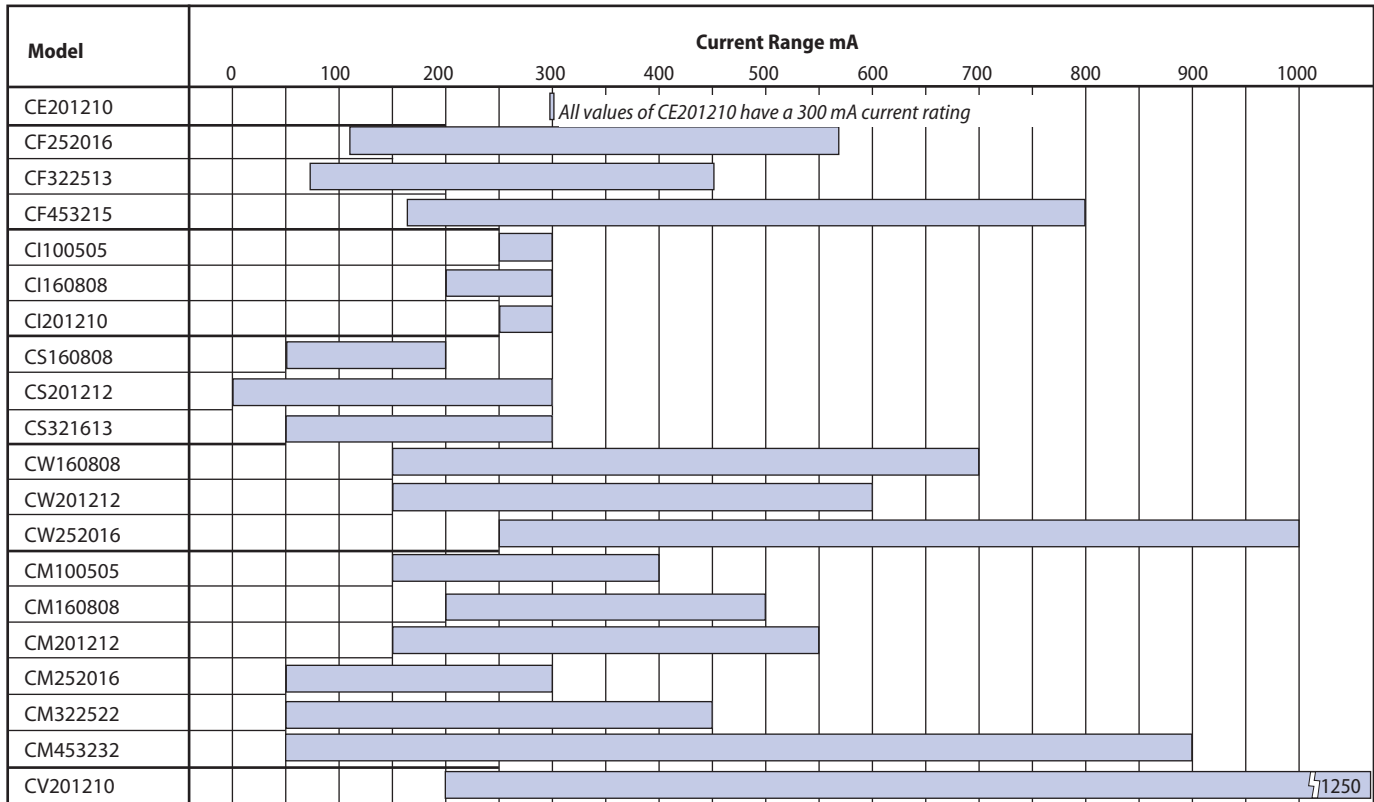 Model
Current Range mA
0 100 200 300 400 500 600 700 800 900 1000
CE201210 All values of CE201210 have a 300 mA current rating
CF252016
CF322513
CF453215
CI100505
CI160808
CI201210
CS160808
CS201212
CS321613
CW160808
CW201212
CW252016
CM100505
CM160808
CM201212
CM252016
CM322522
CM453232
CV201210 1250